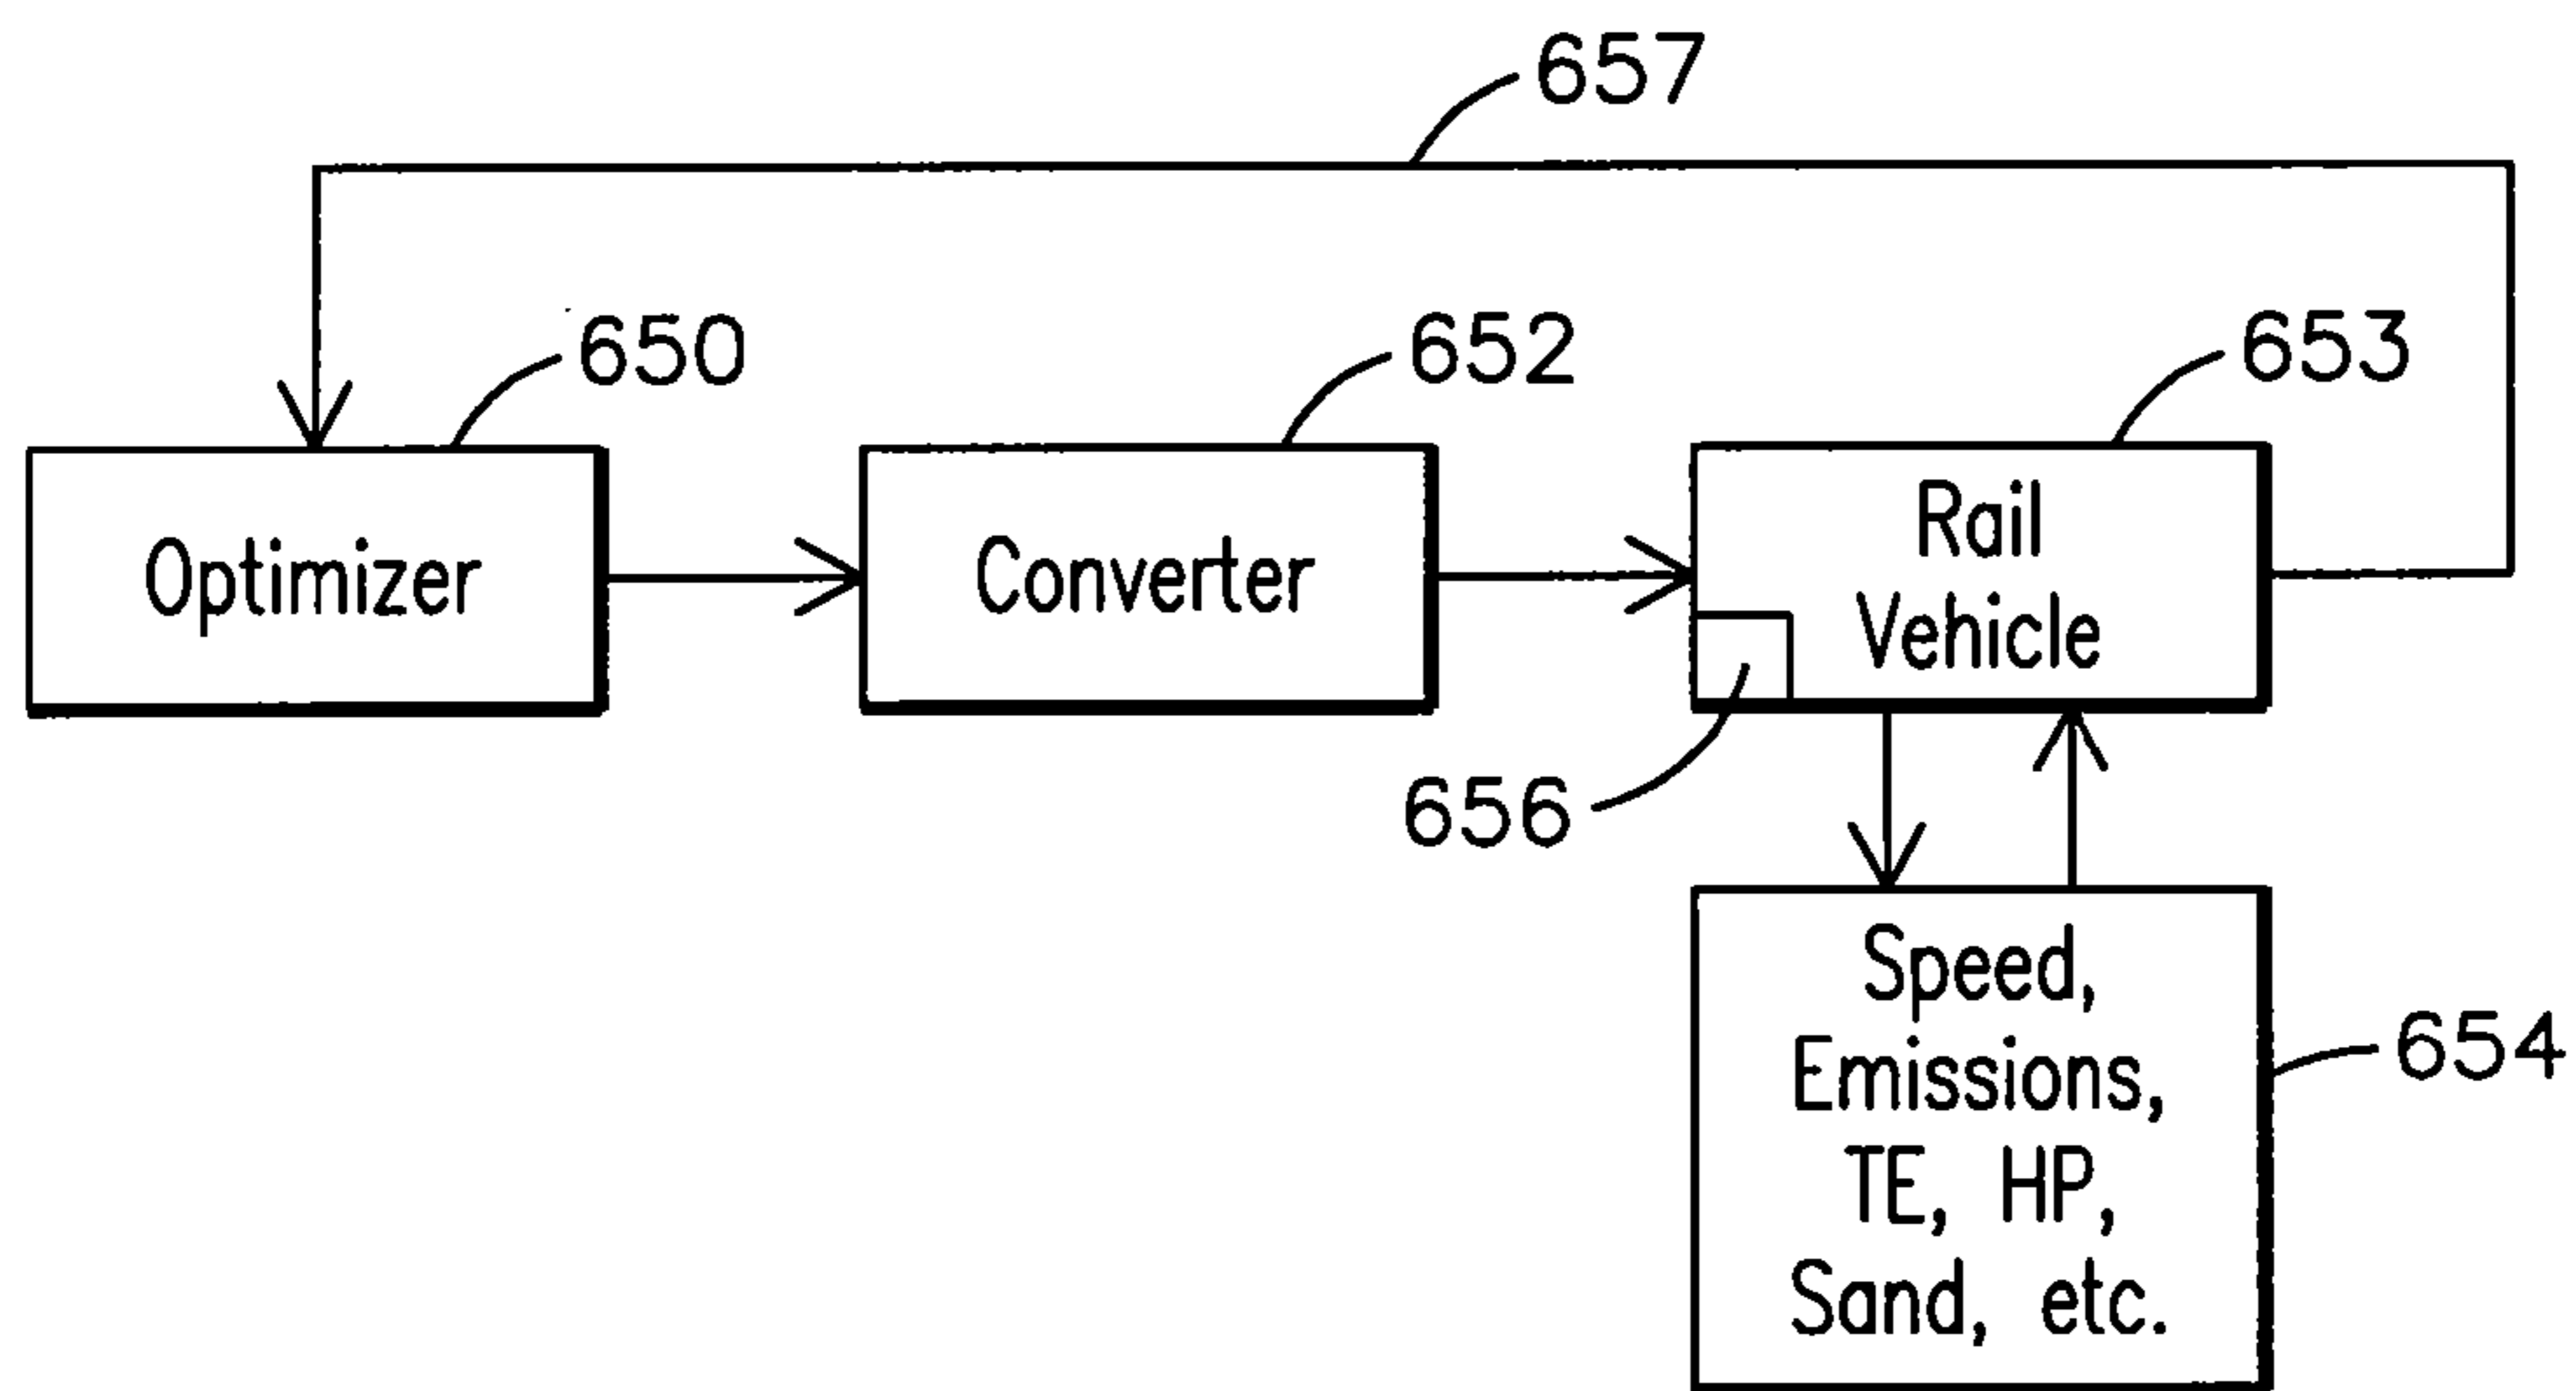 657
650
652
653
Optimizer
Converter
Rail
Vehicle
656
Speed,
Emissions,
TE, HP,
Sand, etc.
654